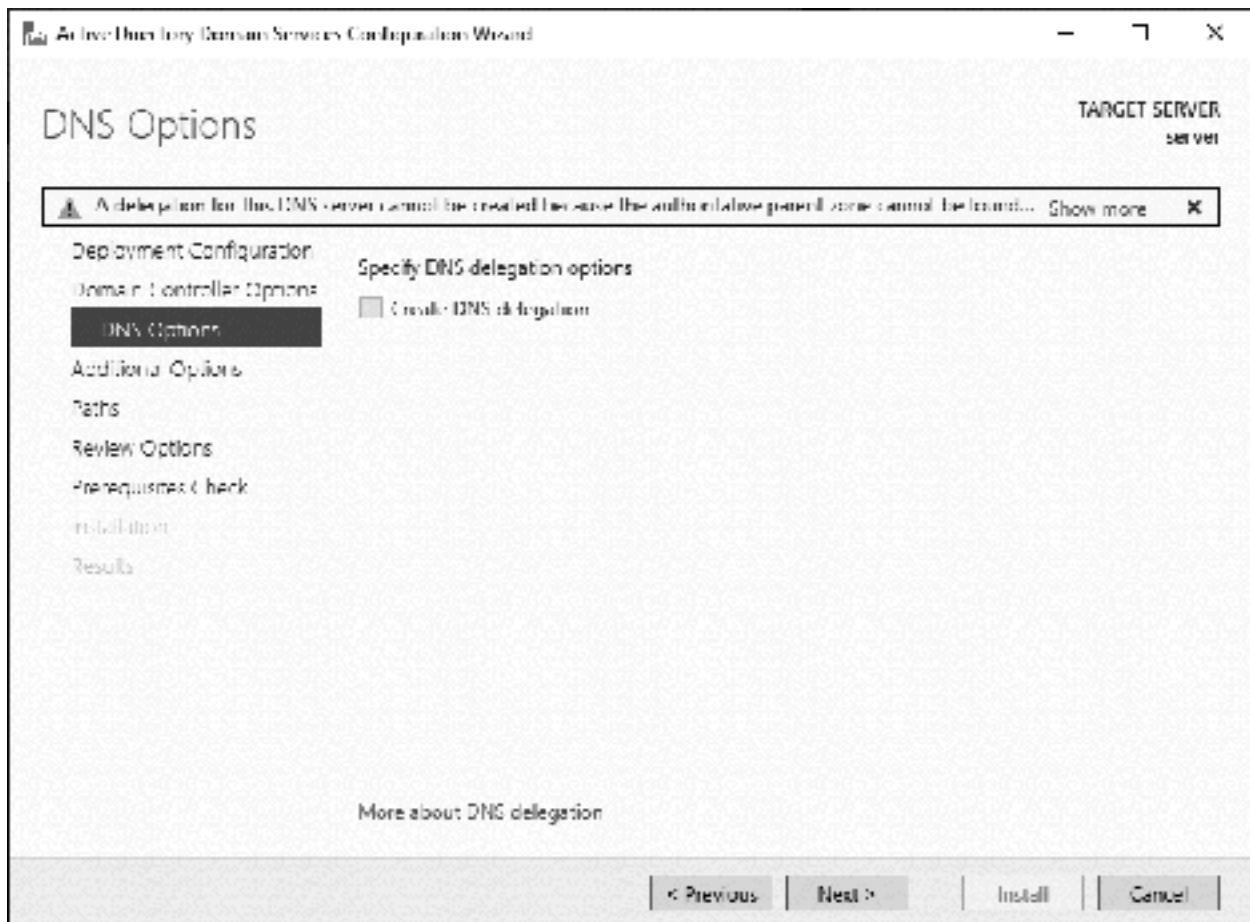 Active Directory Domain Services Configuration Wizard
DNS Options
TARGET SERVER
server
A delegation for this DNS server cannot be created because the authoritative parent zone cannot be found... Show more
Deployment Configuration
Domain Controller Options
DNS Options
Additional Options
Paths
Review Options
Prerequisites Check
Installation
Results
Specify DNS delegation options
Create DNS delegation
More about DNS delegation
< Previous
Next >
Install
Cancel